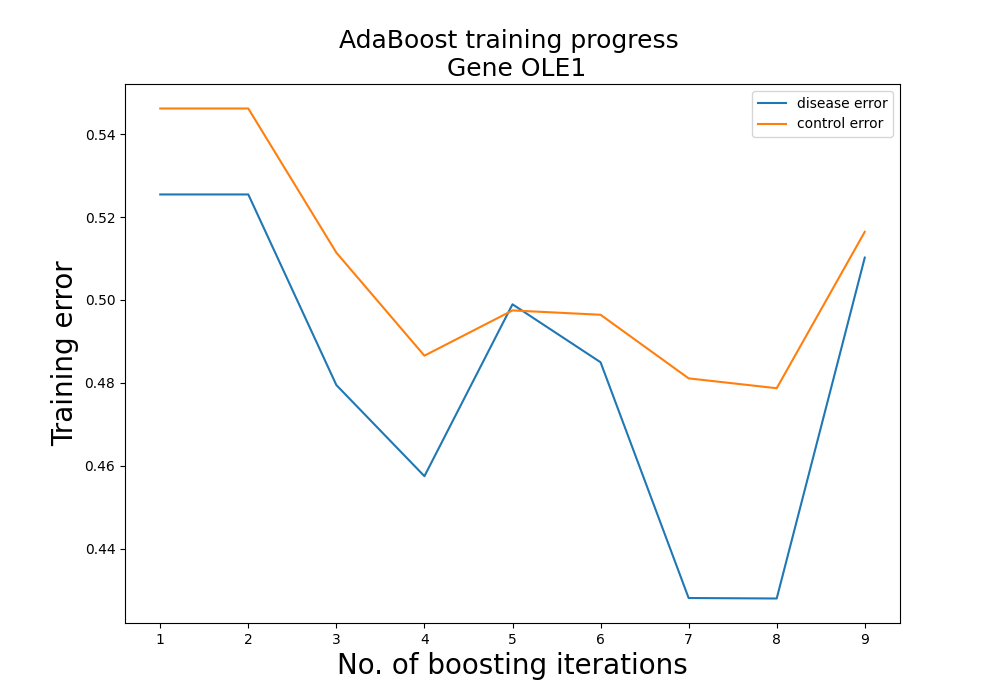 AdaBoost training progress
Gene OLE1
disease error
control error
0.54
0.52
0.50
0.48
0.46
0.44
Training error
1 2 3 4 5 6 7 8 9
No. of boosting iterations